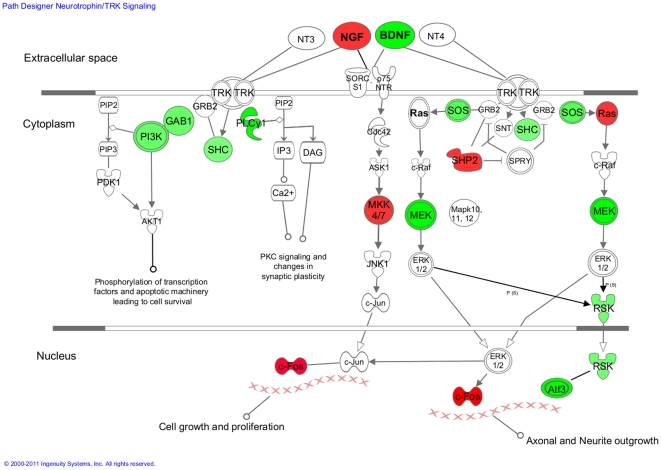 Path Designer Neurotrophin/TRK Signaling
NT3
NGF
BDNF
NT4
Extracellular space
SORC
S1
p75
NTR
TRK
TRK
TRK
TRK
Cytoplasm
PIP2
GAB1
GRB2
PLCγ1
PIP2
Cdc42
Ras
SOS
GRB2
SNT
GRB2
SHC
SOS
Ras
PI3K
SHC
PIP3
IP3
DAG
ASK1
c-Raf
SHP2
SPRY
c-Raf
PDK1
Ca2+
AKT1
MKK
4/7
MEK
Mapk10,
11, 12
MEK
PKC signaling and
changes in
synaptic plasticity
JNK1
ERK
1/2
ERK
1/2
Phosphorylation of transcription
factors and apoptotic machinery
leading to cell survival
P (8)
P (8)
c-Jun
RSK
Nucleus
c-Fos
c-Jun
ERK
1/2
RSK
c-Fos
Atf3
Cell growth and proliferation
Axonal and Neurite outgrowth
© 2000-2011 Ingenuity Systems, Inc. All rights reserved.